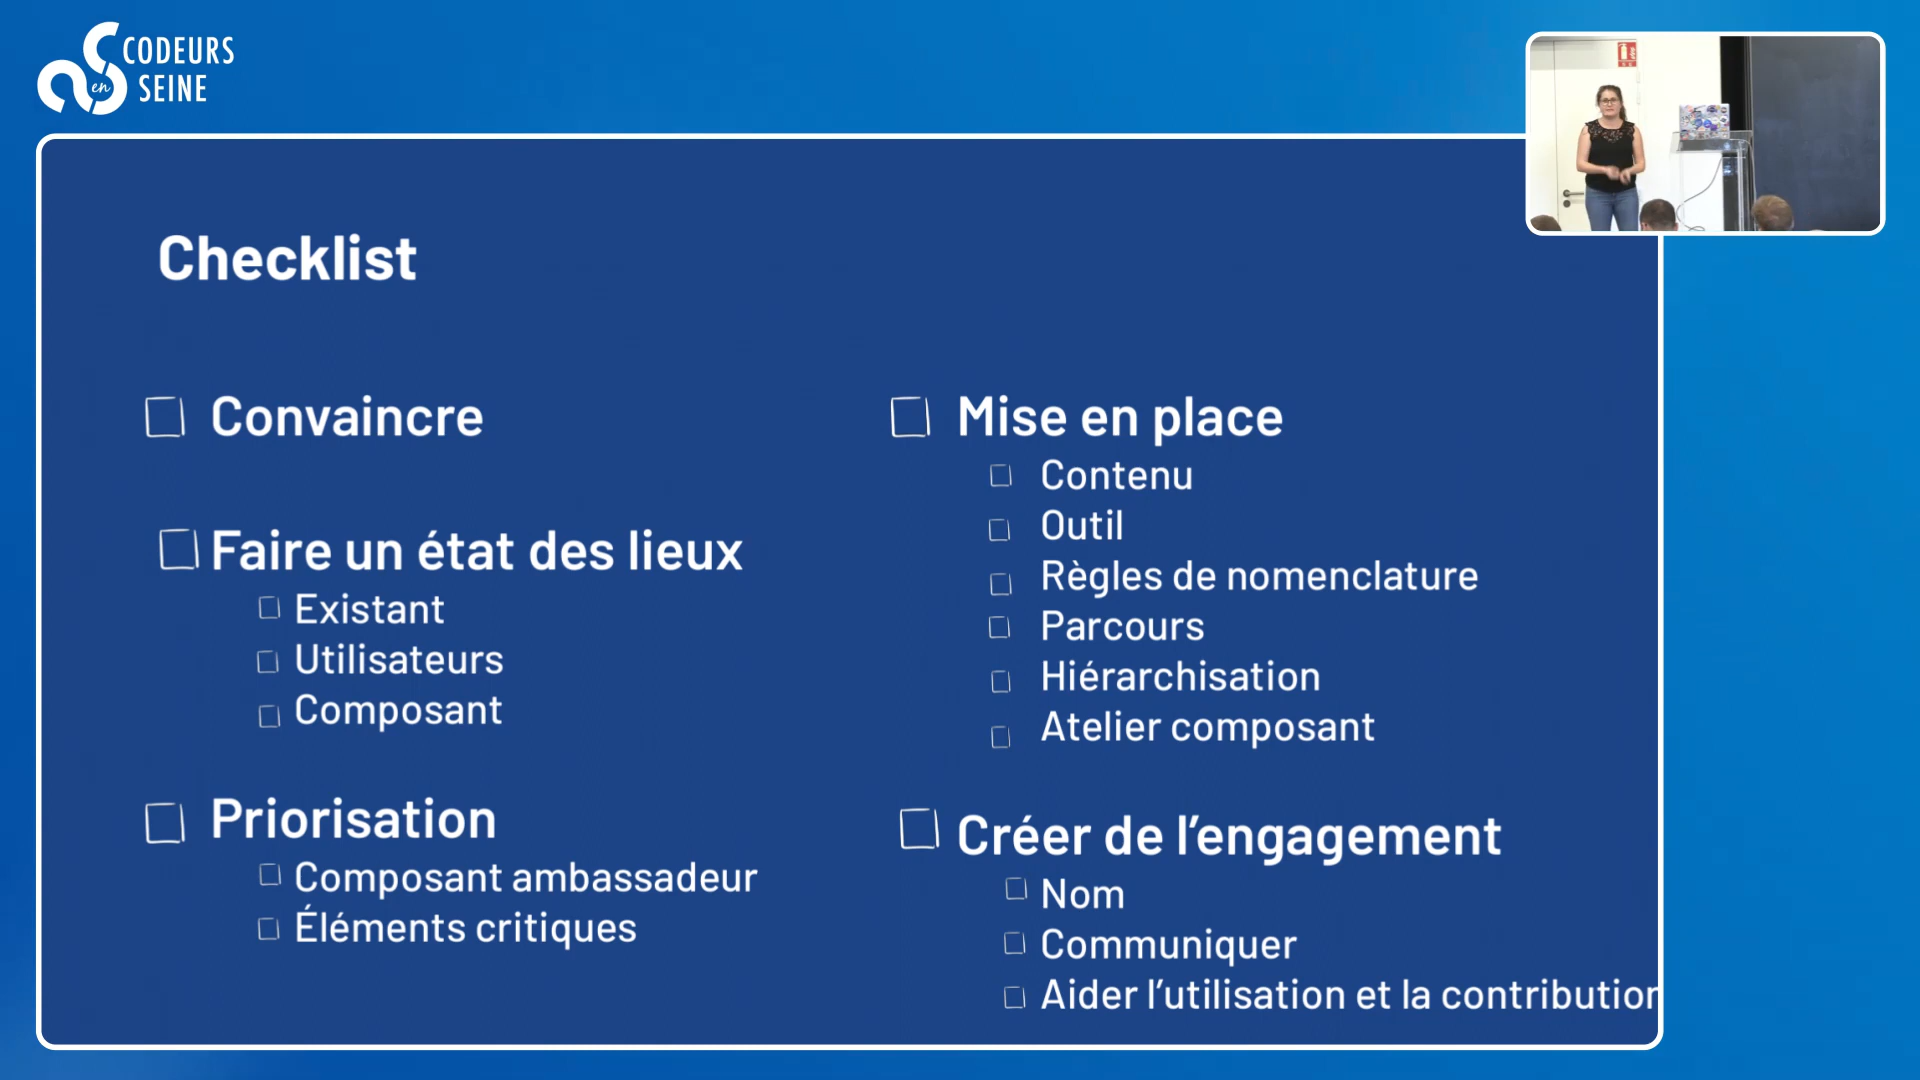 CODEURS
en
SEINE
Checklist
Convaincre
Faire un état des lieux
Existant
Utilisateurs
Composant
Priorisation
Composant ambassadeur
Éléments critiques
Mise en place
Contenu
Outil
Règles de nomenclature
Parcours
Hiérarchisation
Atelier composant
Créer de l’engagement
Nom
Communiquer
Aider l’utilisation et la contribution